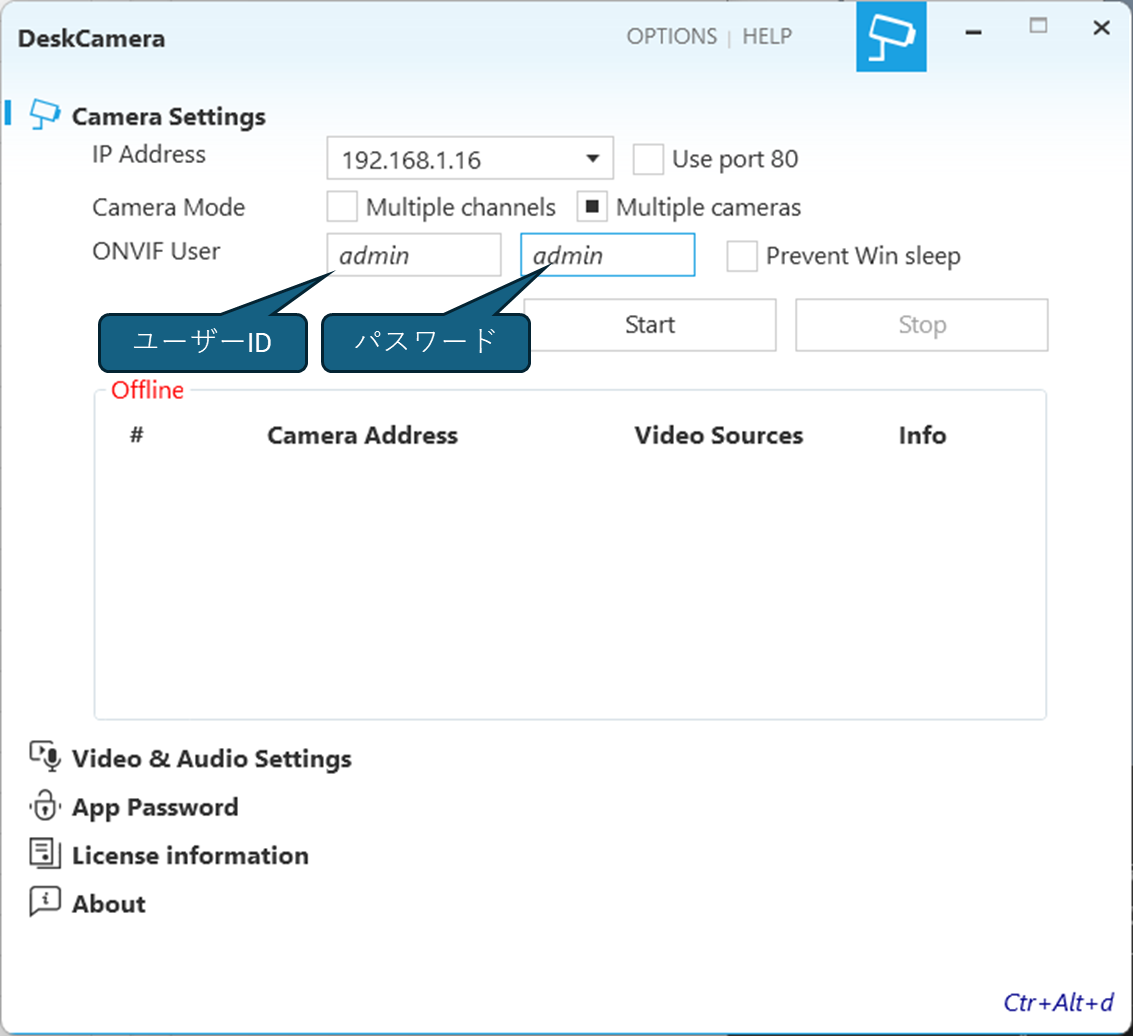 DeskCamera
OPTIONS | HELP
Camera Settings
IP Address
192.168.1.16
Use port 80
Camera Mode
Multiple channels
Multiple cameras
ONVIF User
admin
admin
Prevent Win sleep
ユーザーID
パスワード
Start
Stop
Offline
# Camera Address Video Sources Info
Video & Audio Settings
App Password
License information
About
Ctr+Alt+d